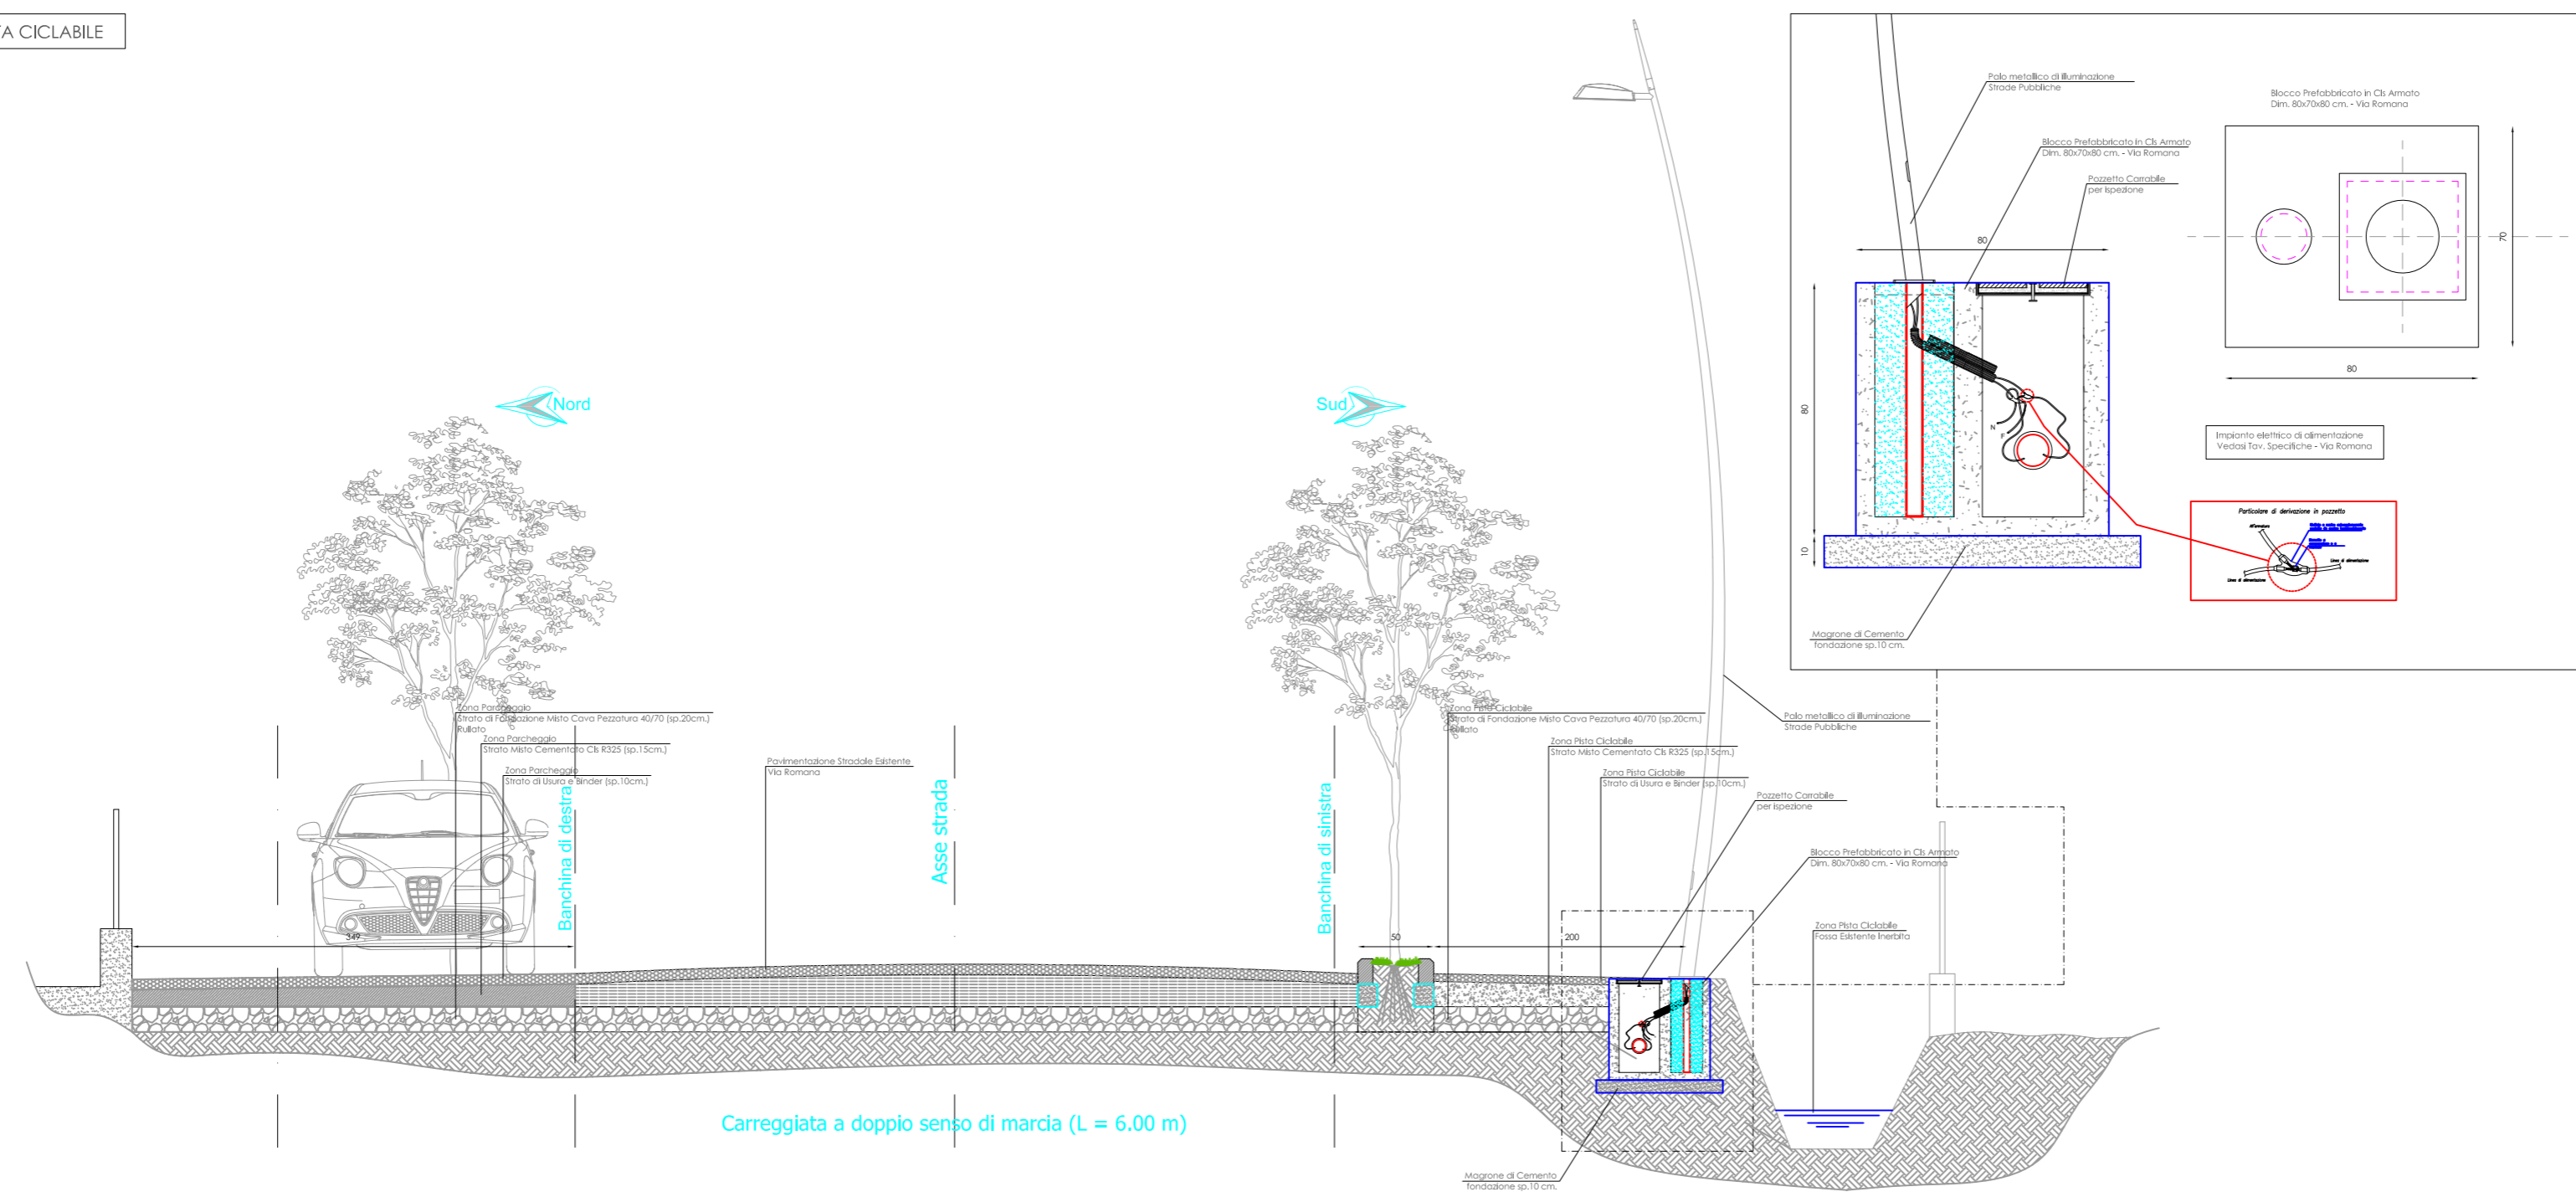 TA CICLABILE
Palo metallico di illuminazione
Strade Pubbliche
Blocco Prefabbricato in Cls Armato
Dim. 80x70x80 cm. - Via Romana
Pozzetto Carrabile
per ispezione
Blocco Prefabbricato in Cls Armato
Dim. 80x70x80 cm. - Via Romana
80
80
10
70
80
N
F
Impianto elettrico di alimentazione
Vedasi Tav. Specifiche - Via Romana
Particolare di derivazione in pozzetto
All'armatura
Linea di alimentazione
Linea di alimentazione
Magrone di Cemento
fondazione sp.10 cm.
Nord
Sud
Zona Parcheggio
Strato di Fondazione Misto Cava Pezzatura 40/70 (sp.20cm.)
Rullato
Zona Parcheggio
Strato Misto Cementato Cls R325 (sp.15cm.)
Zona Parcheggio
Strato di Usura e Binder (sp.10cm.)
Pavimentazione Stradale Esistente
Via Romana
Zona Pista Ciclabile
Strato di Fondazione Misto Cava Pezzatura 40/70 (sp.20cm.)
Rullato
Zona Pista Ciclabile
Strato Misto Cementato Cls R325 (sp.15cm.)
Zona Pista Ciclabile
Strato di Usura e Binder (sp.10cm.)
Palo metallico di illuminazione
Strade Pubbliche
Pozzetto Carrabile
per ispezione
Blocco Prefabbricato in Cls Armato
Dim. 80x70x80 cm. - Via Romana
Zona Pista Ciclabile
Fossa Esistente Inerbita
Banchina di destra
Asse strada
Banchina di sinistra
349
50
200
Carreggiata a doppio senso di marcia (L = 6.00 m)
Magrone di Cemento
fondazione sp.10 cm.